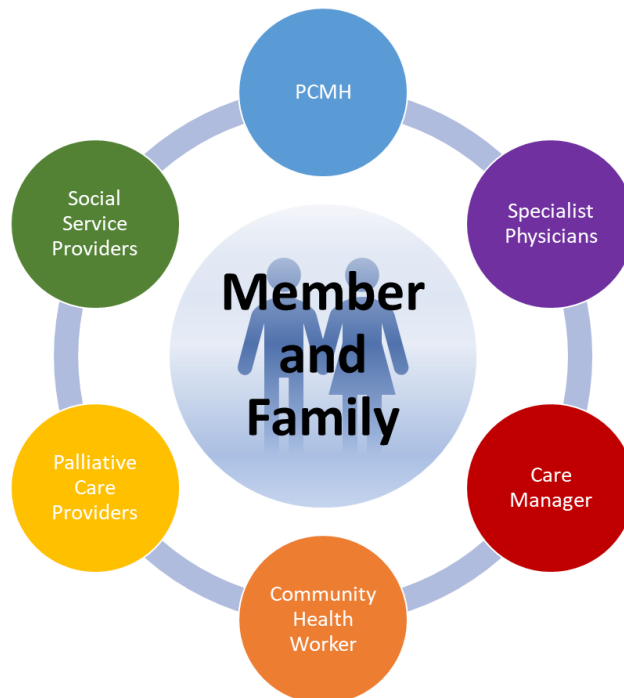 PCMH
Specialist
Physicians
Care
Manager
Community
Health
Worker
Palliative
Care
Providers
Social
Service
Providers
Member
and
Family